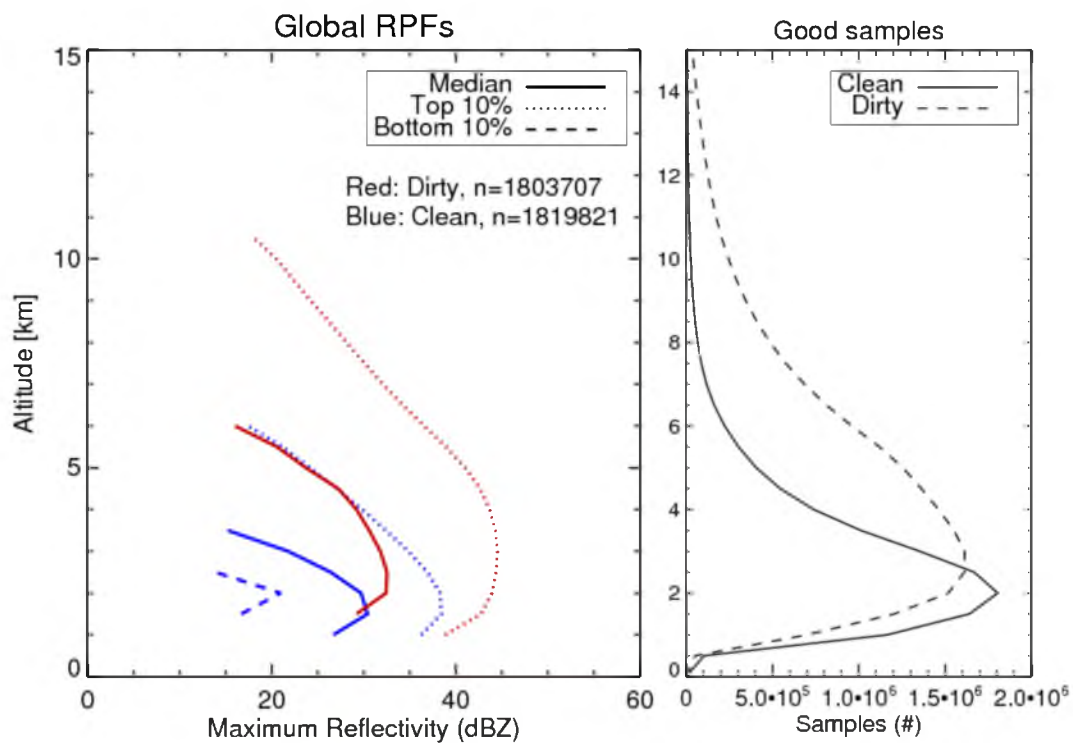 Global RPFs
Good samples
Median
Top 10%
Bottom 10%
Red: Dirty, n=1803707
Blue: Clean, n=1819821
Clean
Dirty
15
10
5
0
Altitude [km]
0 20 40 60
Maximum Reflectivity (dBZ)
14
12
10
8
6
4
2
0
0 5.0•10⁵ 1.0•10⁶ 1.5•10⁶ 2.0•10⁶
Samples (#)